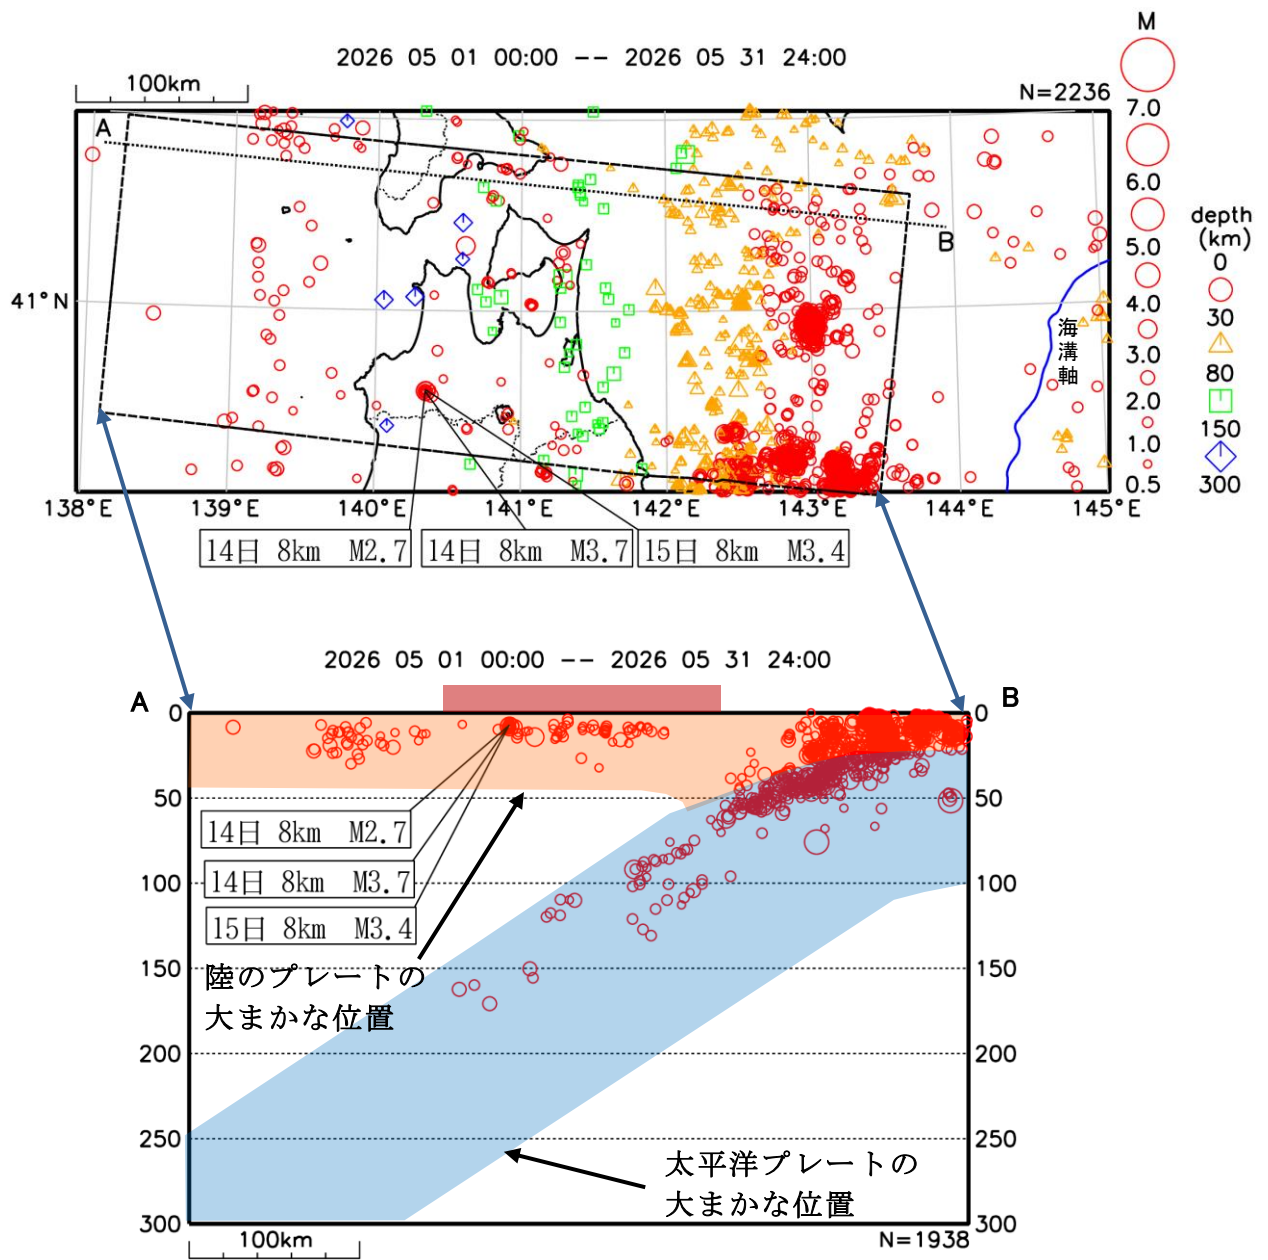 2026 05 01 00:00 -- 2026 05 31 24:00
M
100km
N=2236
7.0
A
6.0
5.0
depth
(km)
B
0
41°N
4.0
30
海溝軸
3.0
80
2.0
150
1.0
0.5
300
138°E
139°E
140°E
141°E
142°E
143°E
144°E
145°E
14日 8km M2.7
14日 8km M3.7
15日 8km M3.4
2026 05 01 00:00 -- 2026 05 31 24:00
A
B
0
0
50
50
14日 8km M2.7
14日 8km M3.7
100
100
15日 8km M3.4
150
150
陸のプレートの
大まかな位置
200
200
250
250
太平洋プレートの
大まかな位置
300
300
100km
N=1938